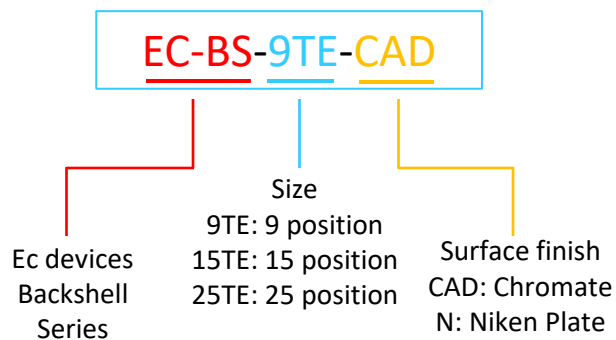 EC-BS-9TE-CAD
Size
9TE: 9 position
15TE: 15 position
25TE: 25 position
Ec devices
Backshell
Series
Surface finish
CAD: Chromate
N: Niken Plate